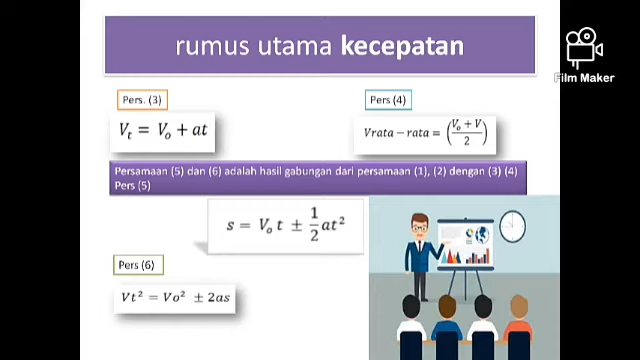 rumus utama kecepatan
Film Maker
Pers. (3)
Pers (4)
Vₜ = Vₒ + at
Vrata − rata = (Vₒ + V / 2)
Persamaan (5) dan (6) adalah hasil gabungan dari persamaan (1), (2) dengan (3) (4)
Pers (5)
s = Vₒ t ± 1/2 at²
Pers (6)
Vt² = Vo² ± 2as